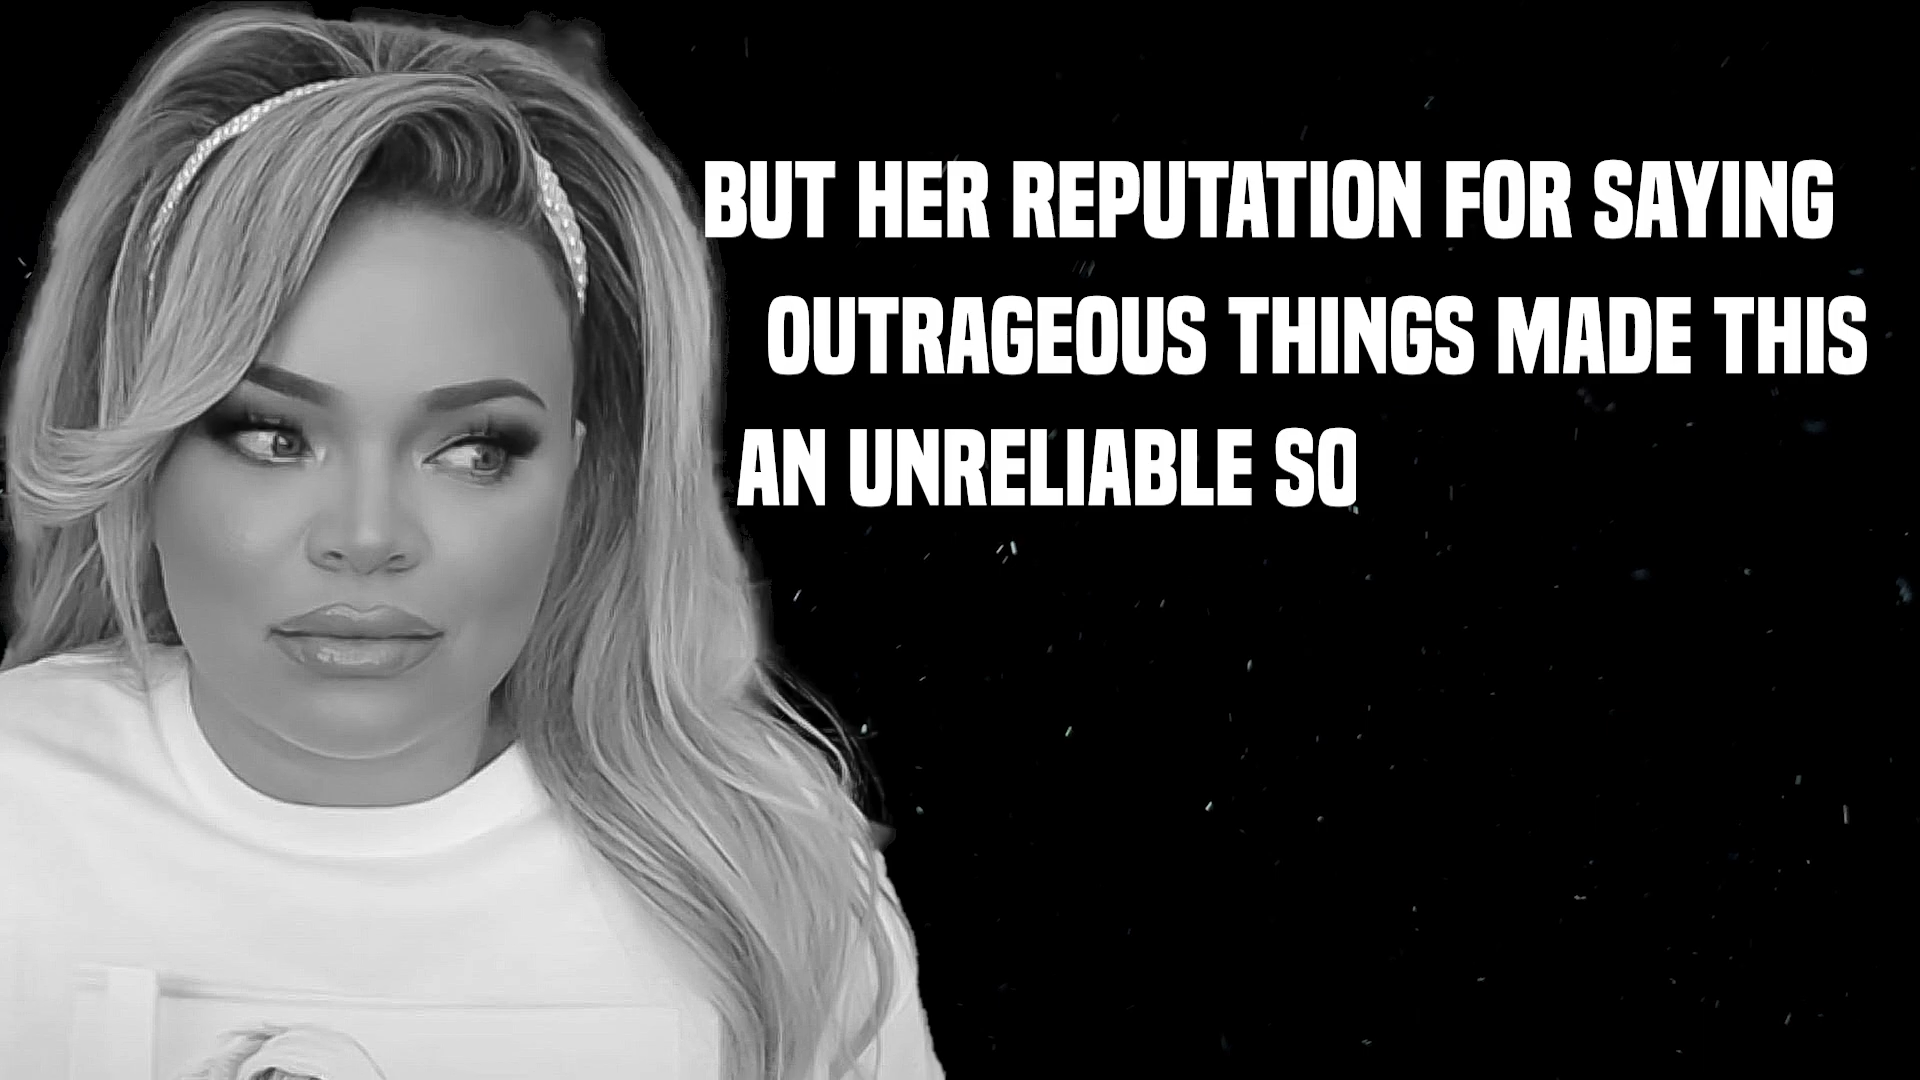 BUT HER REPUTATION FOR SAYING
OUTRAGEOUS THINGS MADE THIS
AN UNRELIABLE SO